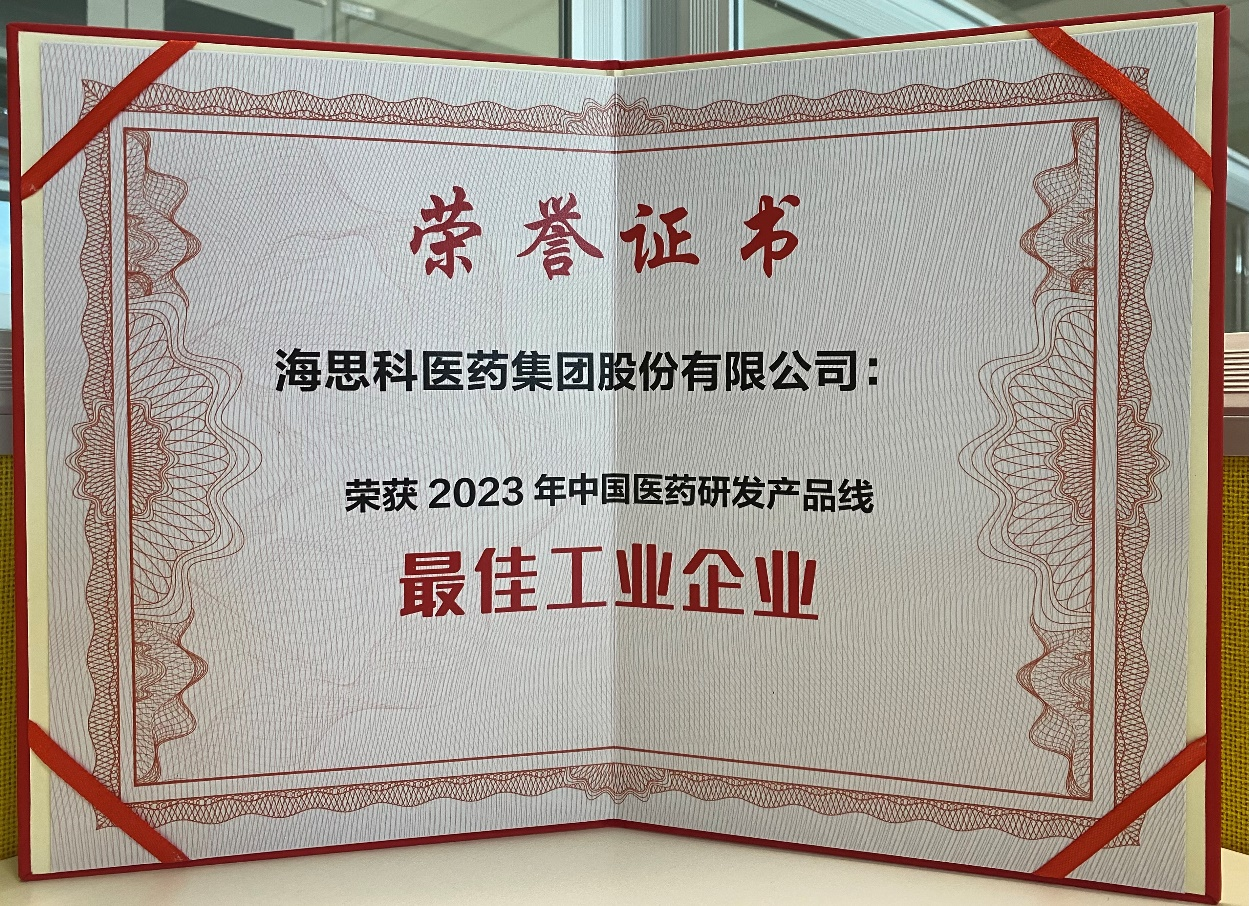 荣誉证书
海思科医药集团股份有限公司：
荣获 2023 年中国医药研发产品线
最佳工业企业